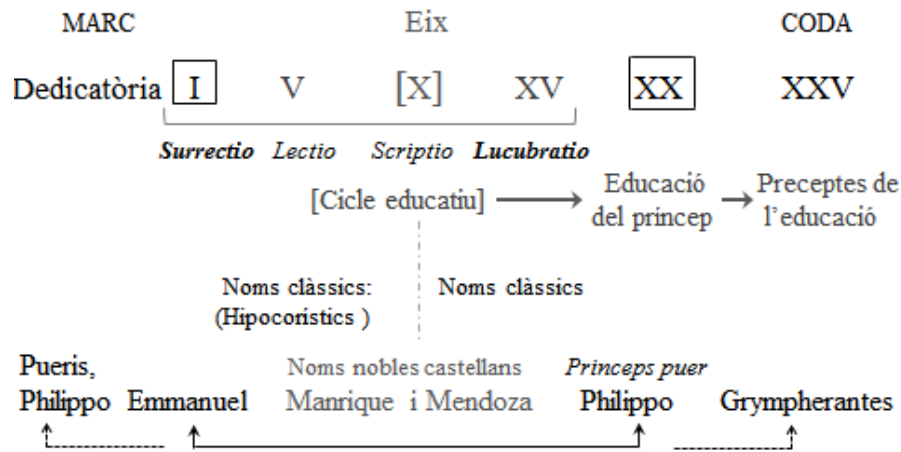 MARC Eix CODA
Dedicatòria I V [X] XV XX XXV
Surrectio Lectio Scriptio Lucubratio
[Cicle educatiu] Educació del príncep Preceptes de l'educació
Noms clàssics: (Hipocorístics ) Noms clàssics
Noms nobles castellans Princeps puer
Pueris, Philippo Emmanuel Manrique i Mendoza Philippo Grympherantes